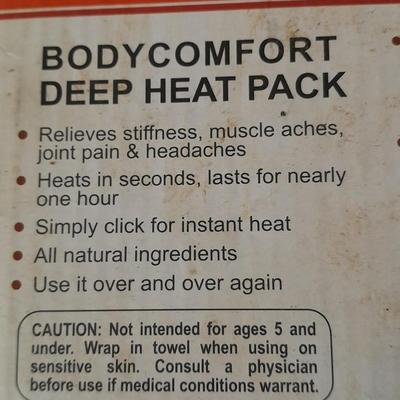 BODYCOMFORT
DEEP HEAT PACK
• Relieves stiffness, muscle aches,
joint pain & headaches
• Heats in seconds, lasts for nearly
one hour
• Simply click for instant heat
• All natural ingredients
• Use it over and over again
CAUTION: Not intended for ages 5 and
under. Wrap in towel when using on
sensitive skin. Consult a physician
before use if medical conditions warrant.